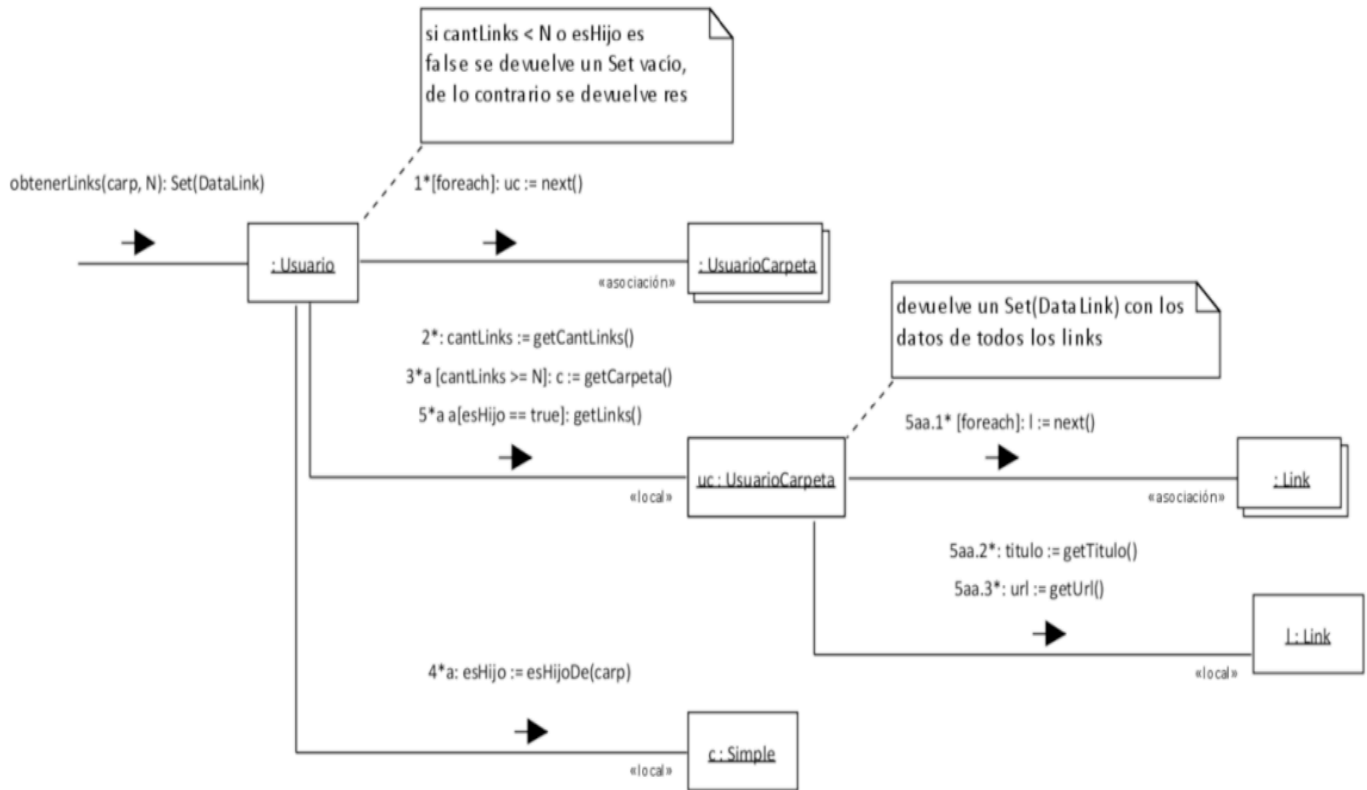 si cantLinks < N o esHijo es
false se devuelve un Set vacío,
de lo contrario se devuelve res
obtenerLinks(carp, N): Set(DataLink)
1*[foreach]: uc := next()
: Usuario
: UsuarioCarpeta
«asociación»
devuelve un Set(DataLink) con los
datos de todos los links
2*: cantLinks := getCantLinks()
3*a [cantLinks >= N]: c := getCarpeta()
5*a a[esHijo == true]: getLinks()
5aa.1* [foreach]: l := next()
uc : UsuarioCarpeta
: Link
«local»
«asociación»
5aa.2*: titulo := getTitulo()
5aa.3*: url := getUrl()
l : Link
«local»
4*a: esHijo := esHijoDe(carp)
c : Simple
«local»